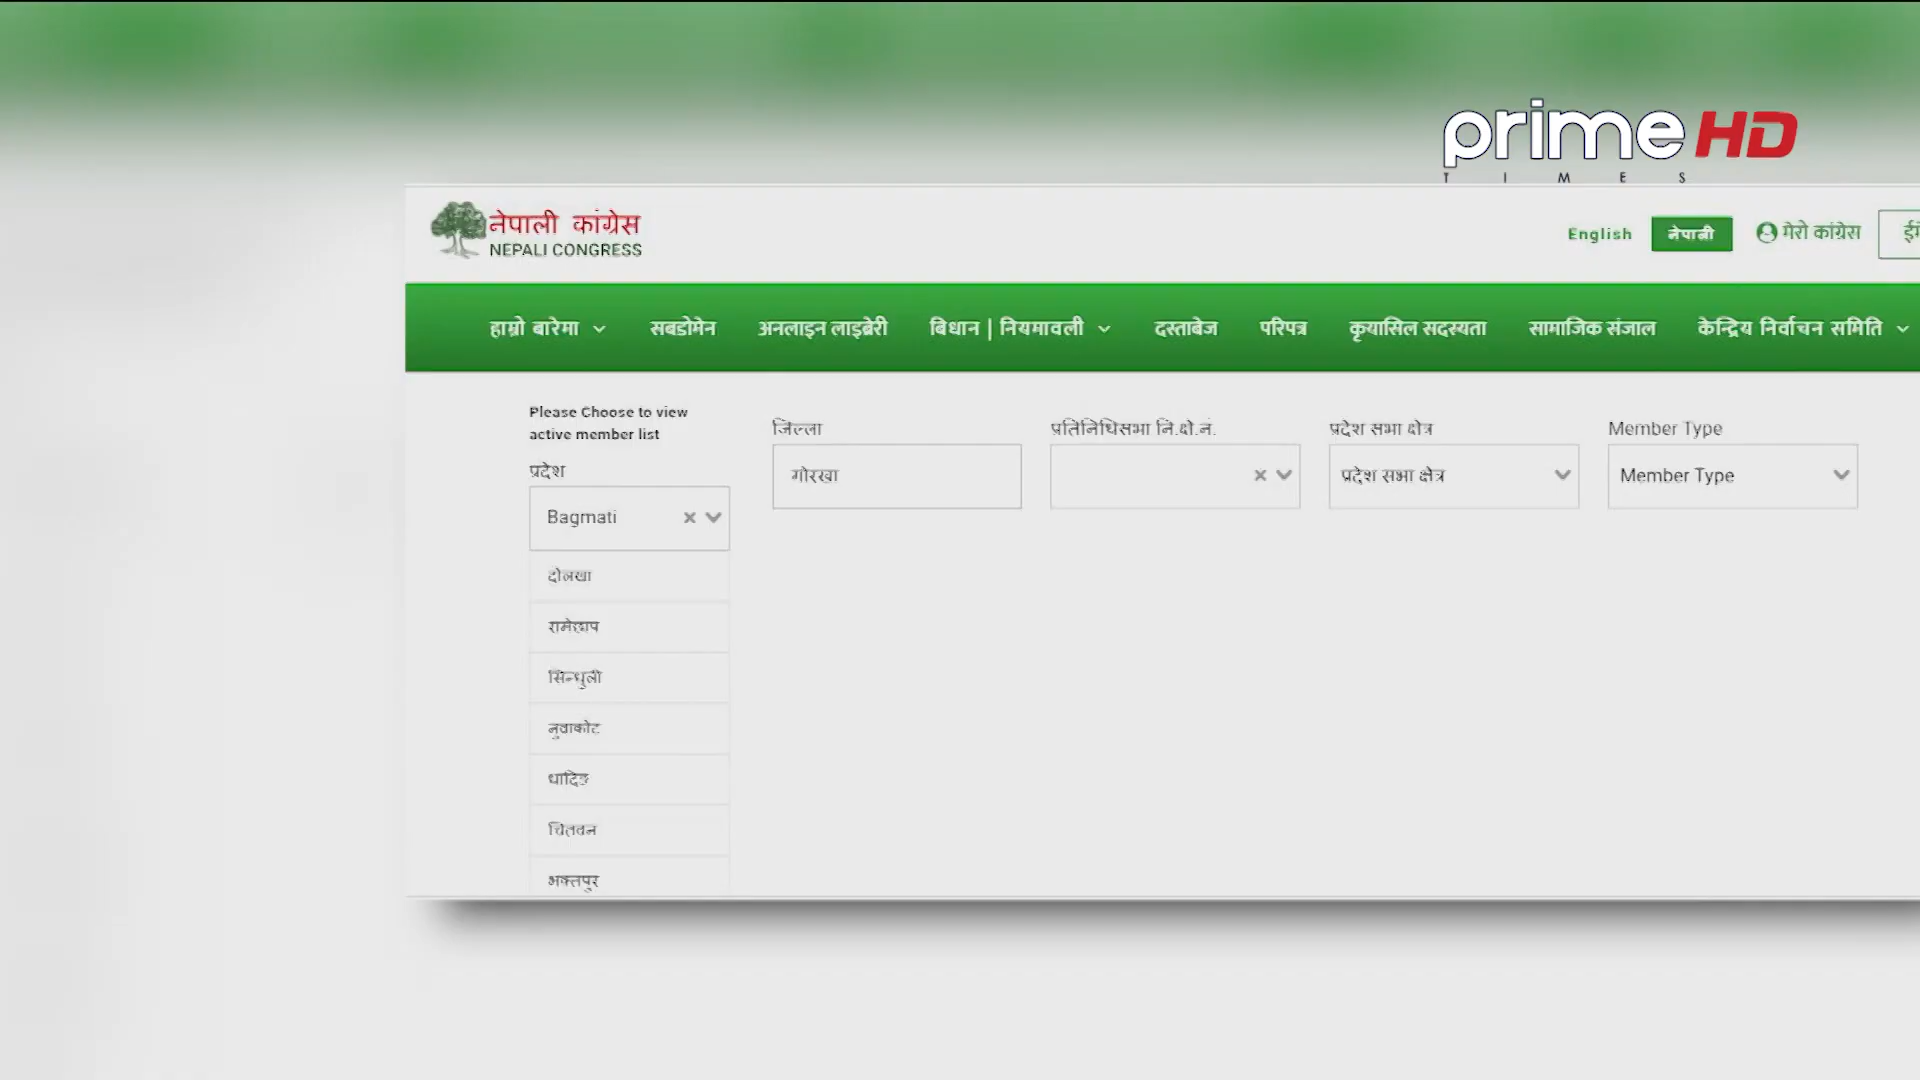 prime HD
TIMES
नेपाली कांग्रेस
NEPALI CONGRESS
English
नेपाली
मेरो कांग्रेस
हाम्रो बारेमा
सबडोमेन
अनलाइन लाइब्रेरी
बिधान | नियमावली
दस्ताबेज
परिपत्र
कृयासिल सदस्यता
सामाजिक संजाल
केन्द्रिय निर्वाचन समिति
Please Choose to view
active member list
प्रदेश
Bagmati
जिल्ला
गोरखा
प्रतिनिधिसभा नि.क्षे.नं.
प्रदेश सभा क्षेत्र
प्रदेश सभा क्षेत्र
Member Type
Member Type
दोलखा
रामेछाप
सिन्धुली
नुवाकोट
धादिङ
चितवन
भक्तपुर